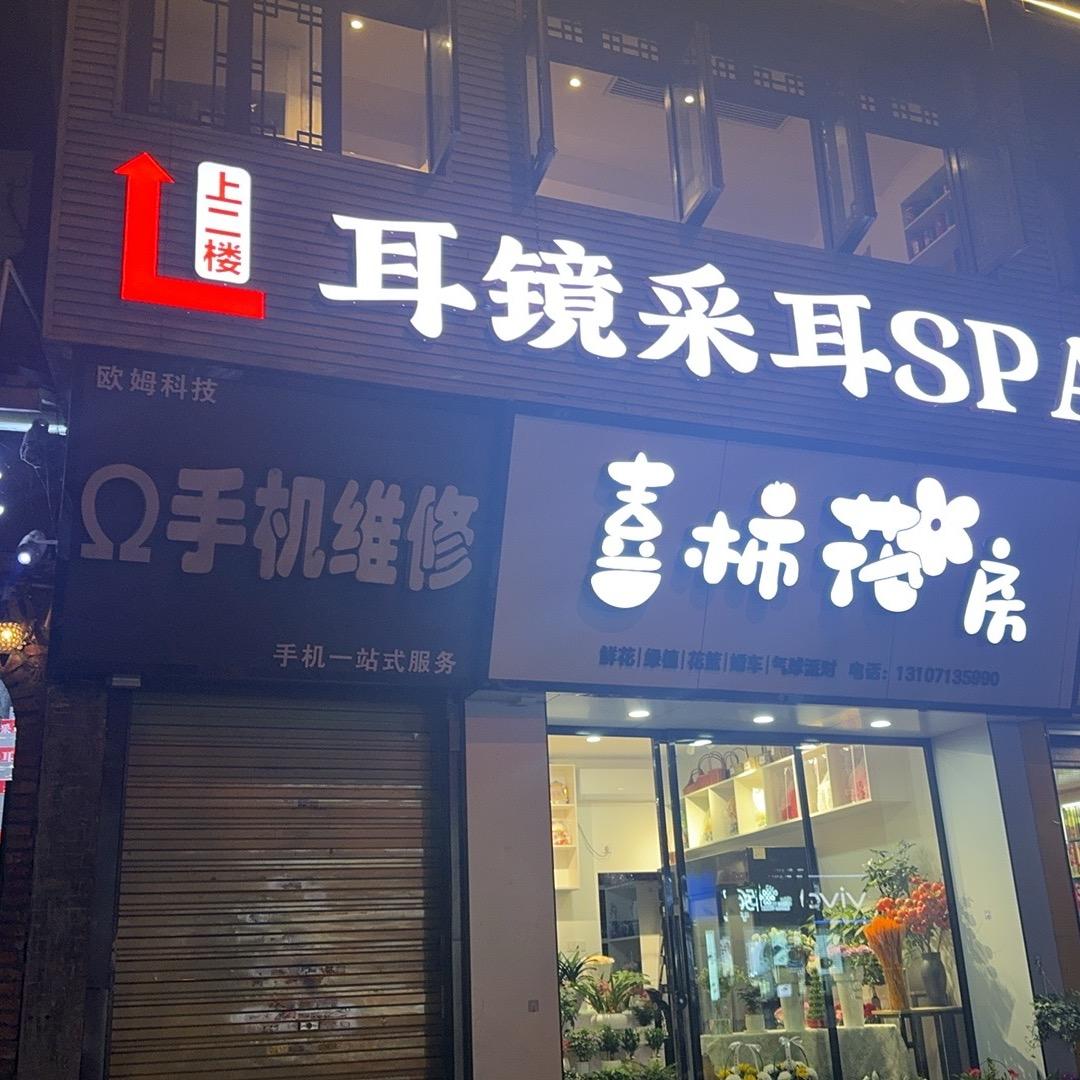 上二楼
耳镜采耳SPA
欧姆科技
Ω手机维修
手机一站式服务
喜柿花房
鲜花|绿植|花篮|婚车|气球派对 电话：13107135990
vivo